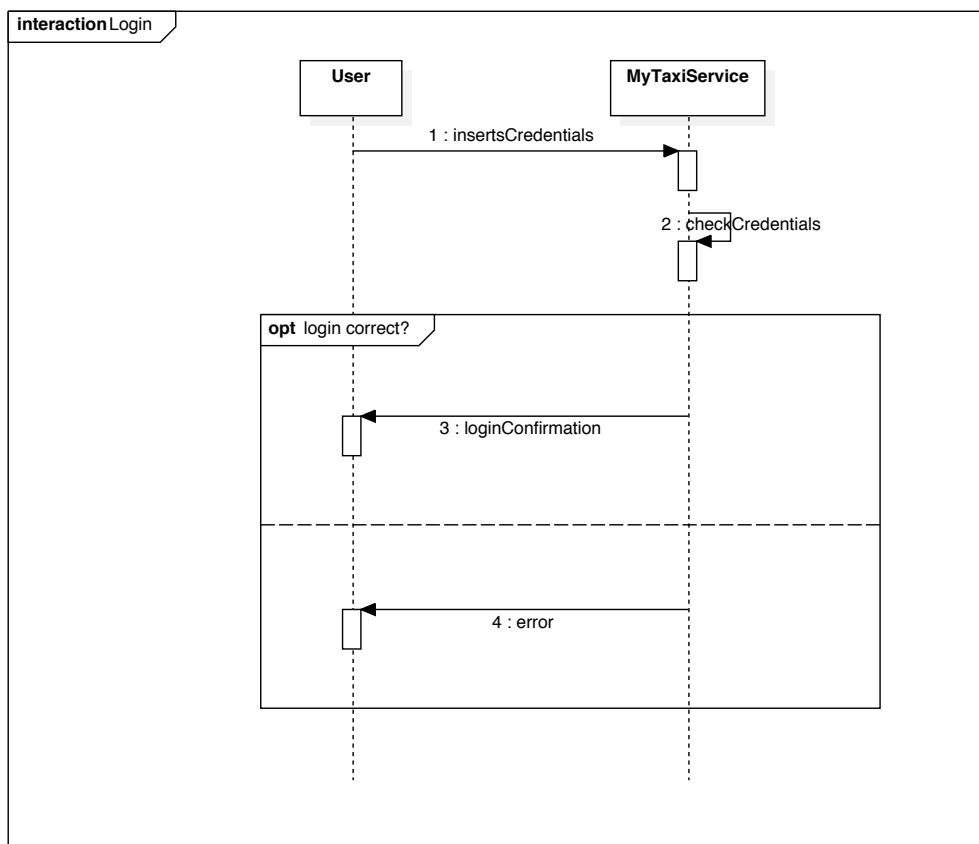 interaction Login
User
MyTaxiService
1 : insertsCredentials
2 : checkCredentials
opt login correct?
3 : loginConfirmation
4 : error